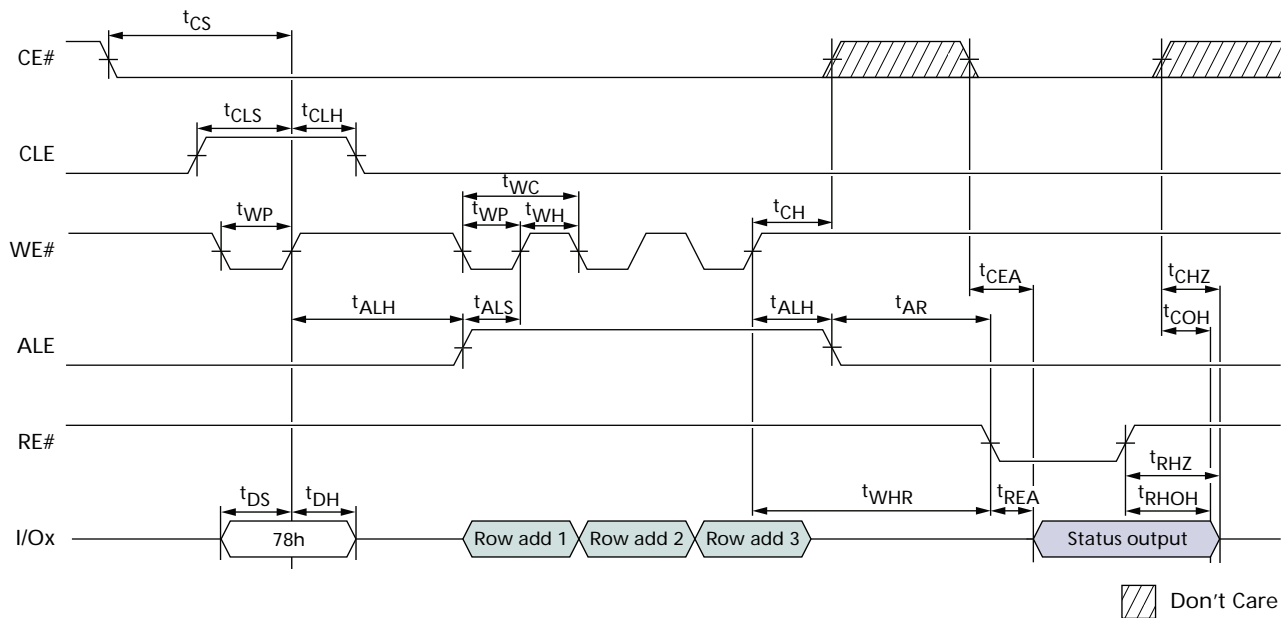 tCS
CE#
tCLS tCLH
CLE
tWC
tWP tWP tWH tCH
WE#
tCEA tCHZ
tALH tALS tALH tAR tCOH
ALE
RE#
tRHZ
tDS tDH tWHR tREA tRHOH
I/Ox 78h Row add 1 Row add 2 Row add 3 Status output
Don't Care